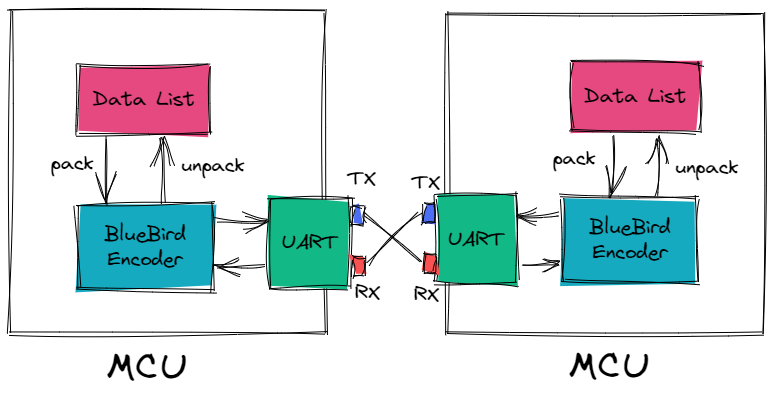 Data List
pack
unpack
BlueBird
Encoder
UART
TX
RX
MCU
TX
RX
UART
Data List
pack
unpack
BlueBird
Encoder
MCU